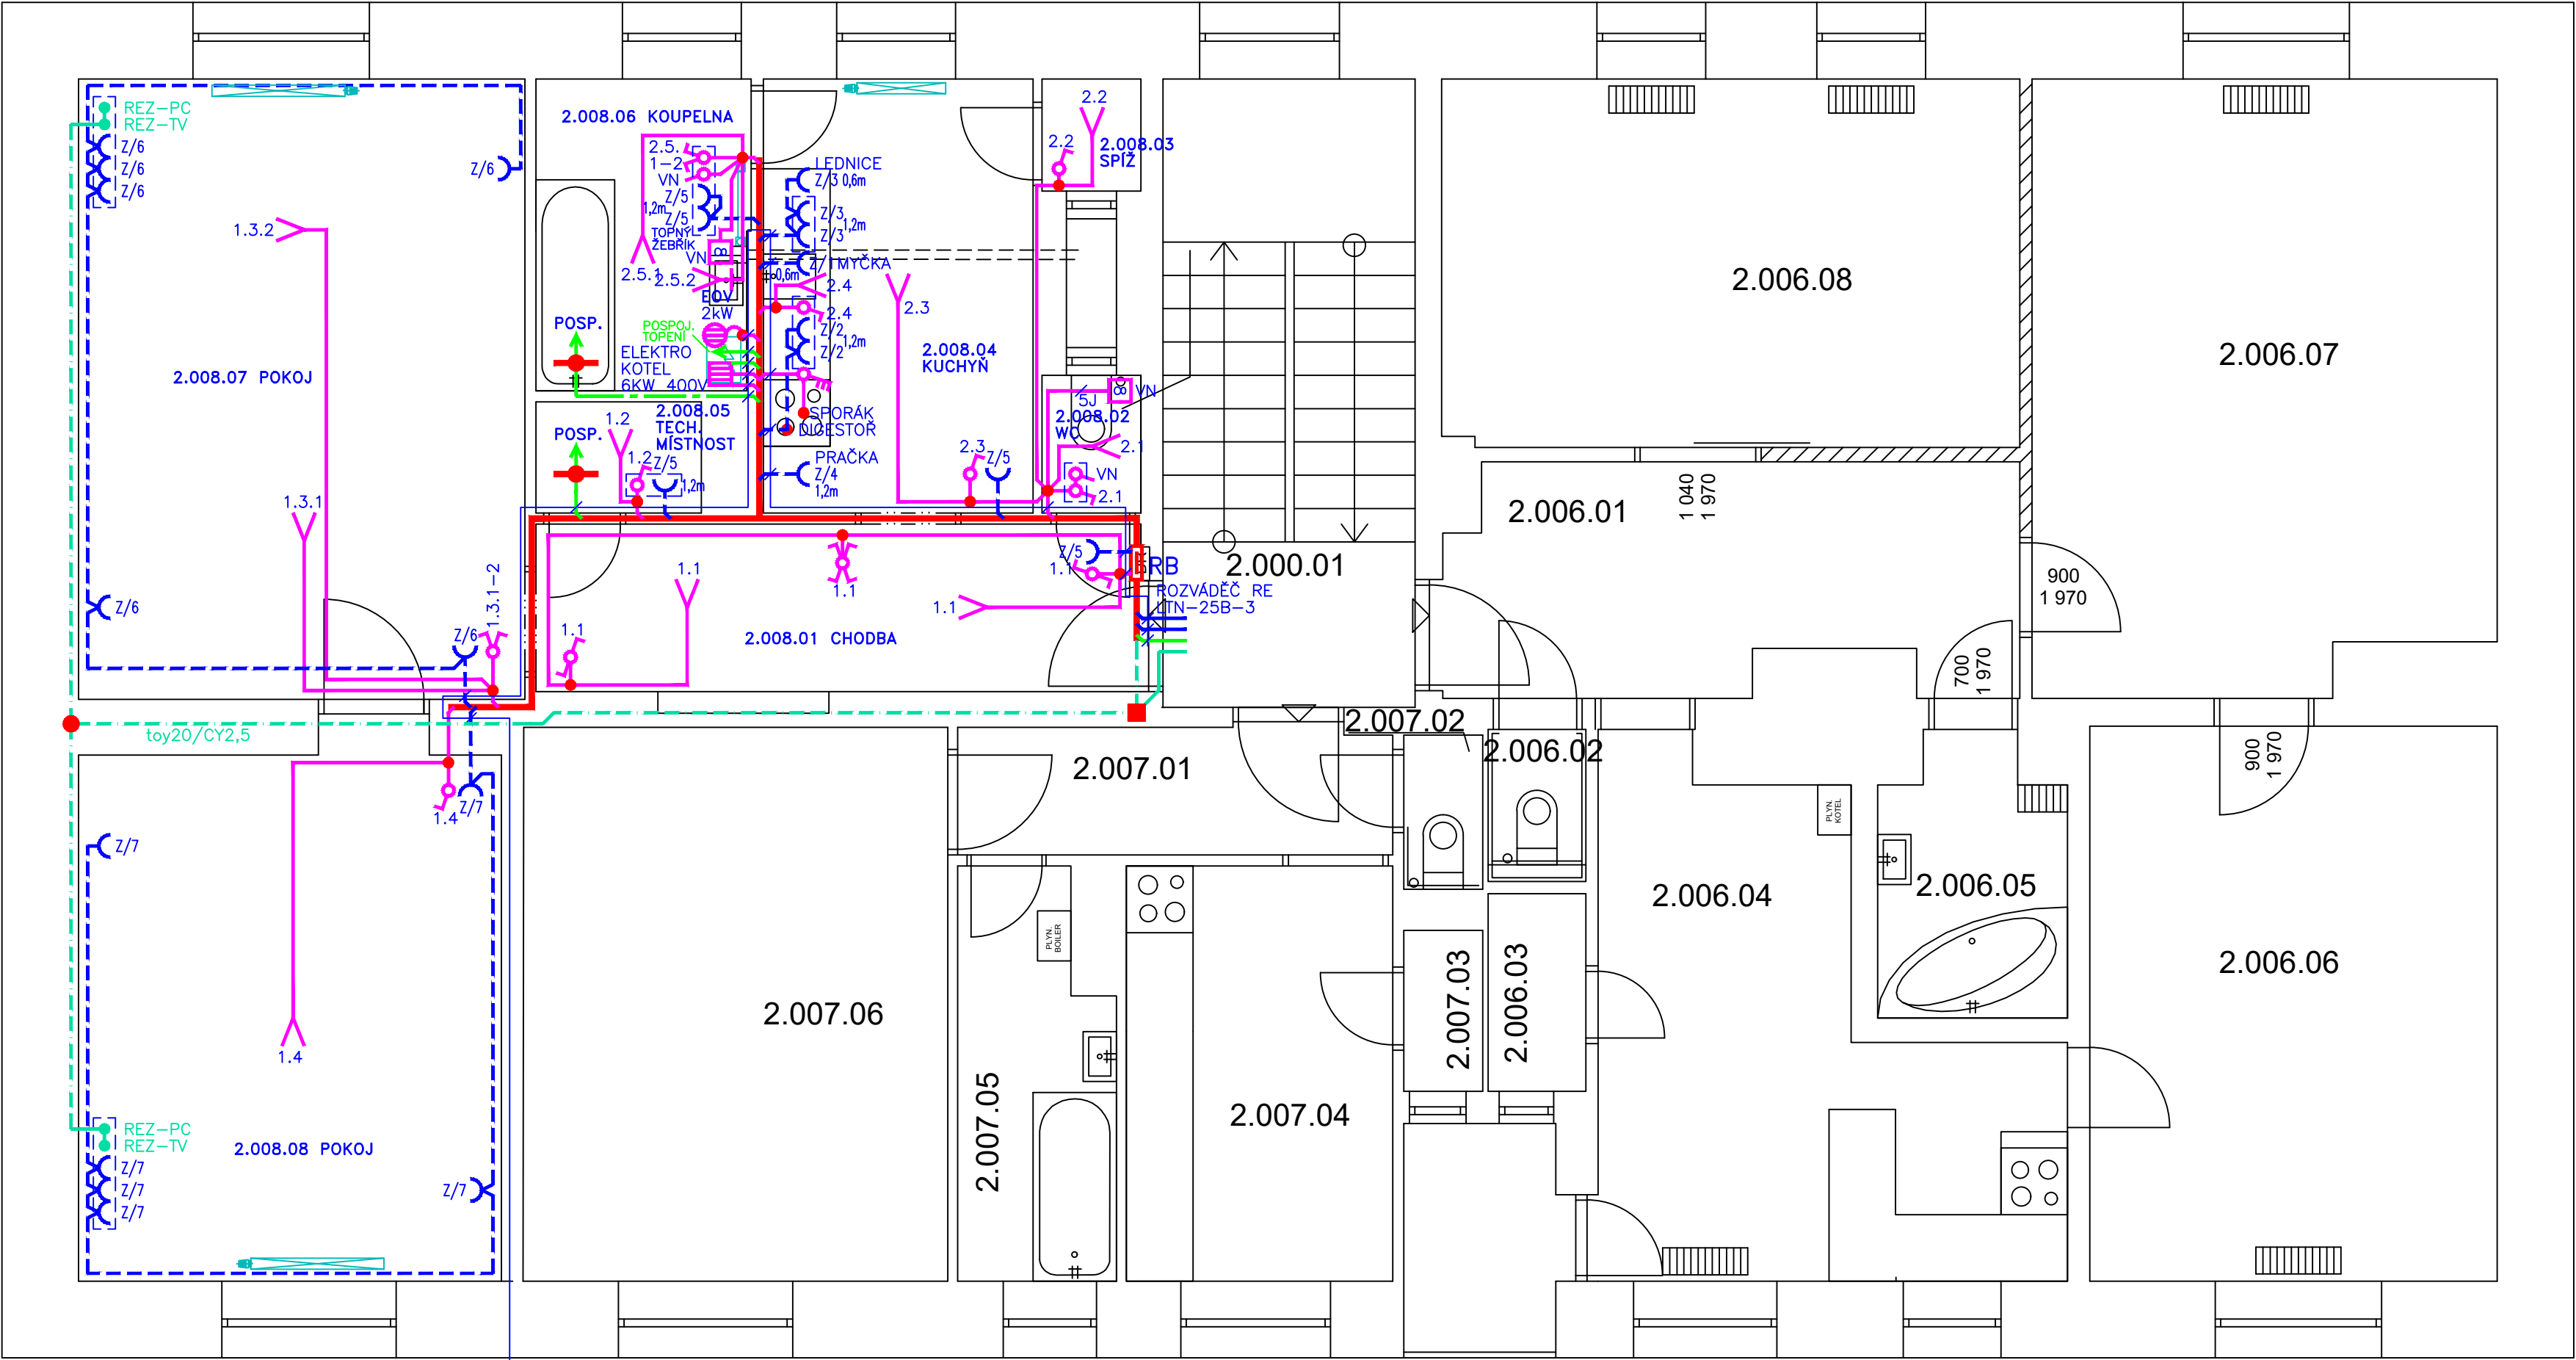 REZ-PC
REZ-TV
Z/6
Z/6
Z/6
Z/6
1.3.2
2.008.07 POKOJ
1.3.1
Z/6
1.3.1-2
Z/6
toy20/CY2,5
Z/7
1.4
Z/7
1.4
REZ-PC
REZ-TV
Z/7
Z/7
Z/7
2.008.08 POKOJ
Z/7
2.008.06 KOUPELNA
2.5.
1-2
VN
Z/5
1,2m
Z/5
TOPNÝ
ŽEBŘÍK
VN
2.5.1
2.5.2
EOV
2kW
POSP.
POSPOJ.
TOPENÍ
ELEKTRO
KOTEL
6KW 400V
2.008.05
TECH.
MÍSTNOST
1.2
POSP.
1.2
Z/5
1,2m
LEDNICE
Z/3 0,6m
Z/3
1,2m
Z/3
Z/1 MYČKA
0,6m
2.4
2.4
Z/2
1,2m
Z/2
2.3
2.008.04
KUCHYŇ
SPORÁK
DIGESTOŘ
PRAČKA
Z/4
1,2m
2.3
Z/5
2.2
2.2
2.008.03
SPÍŽ
5J
VN
2.008.02
WC
2.1
VN
2.1
1.1
1.1
1.1
1.1
1.1
Z/5
2.008.01 CHODBA
RB
ROZVÁDĚČ RE
LTN-25B-3
2.000.01
2.006.08
2.006.07
2.006.01
1 040
1 970
900
1 970
700
1 970
900
1 970
2.007.02
2.006.02
2.007.01
2.007.06
2.007.05
PLYN.
BOILER
2.007.04
2.007.03
2.006.03
2.006.04
PLYN.
KOTEL
2.006.05
2.006.06